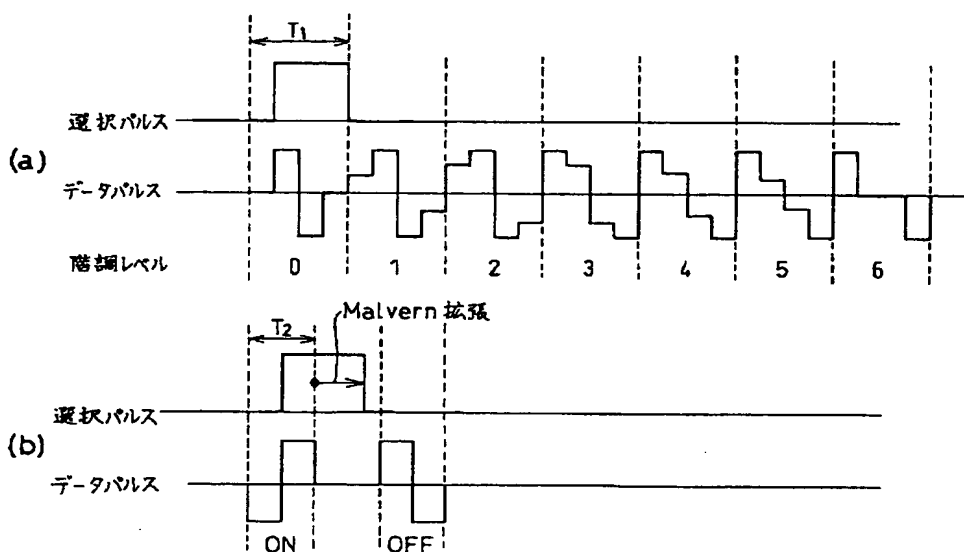 T1
選択パルス
(a)
データパルス
階調レベル 0 1 2 3 4 5 6
Malvern 拡張
T2
選択パルス
(b)
データパルス
ON OFF